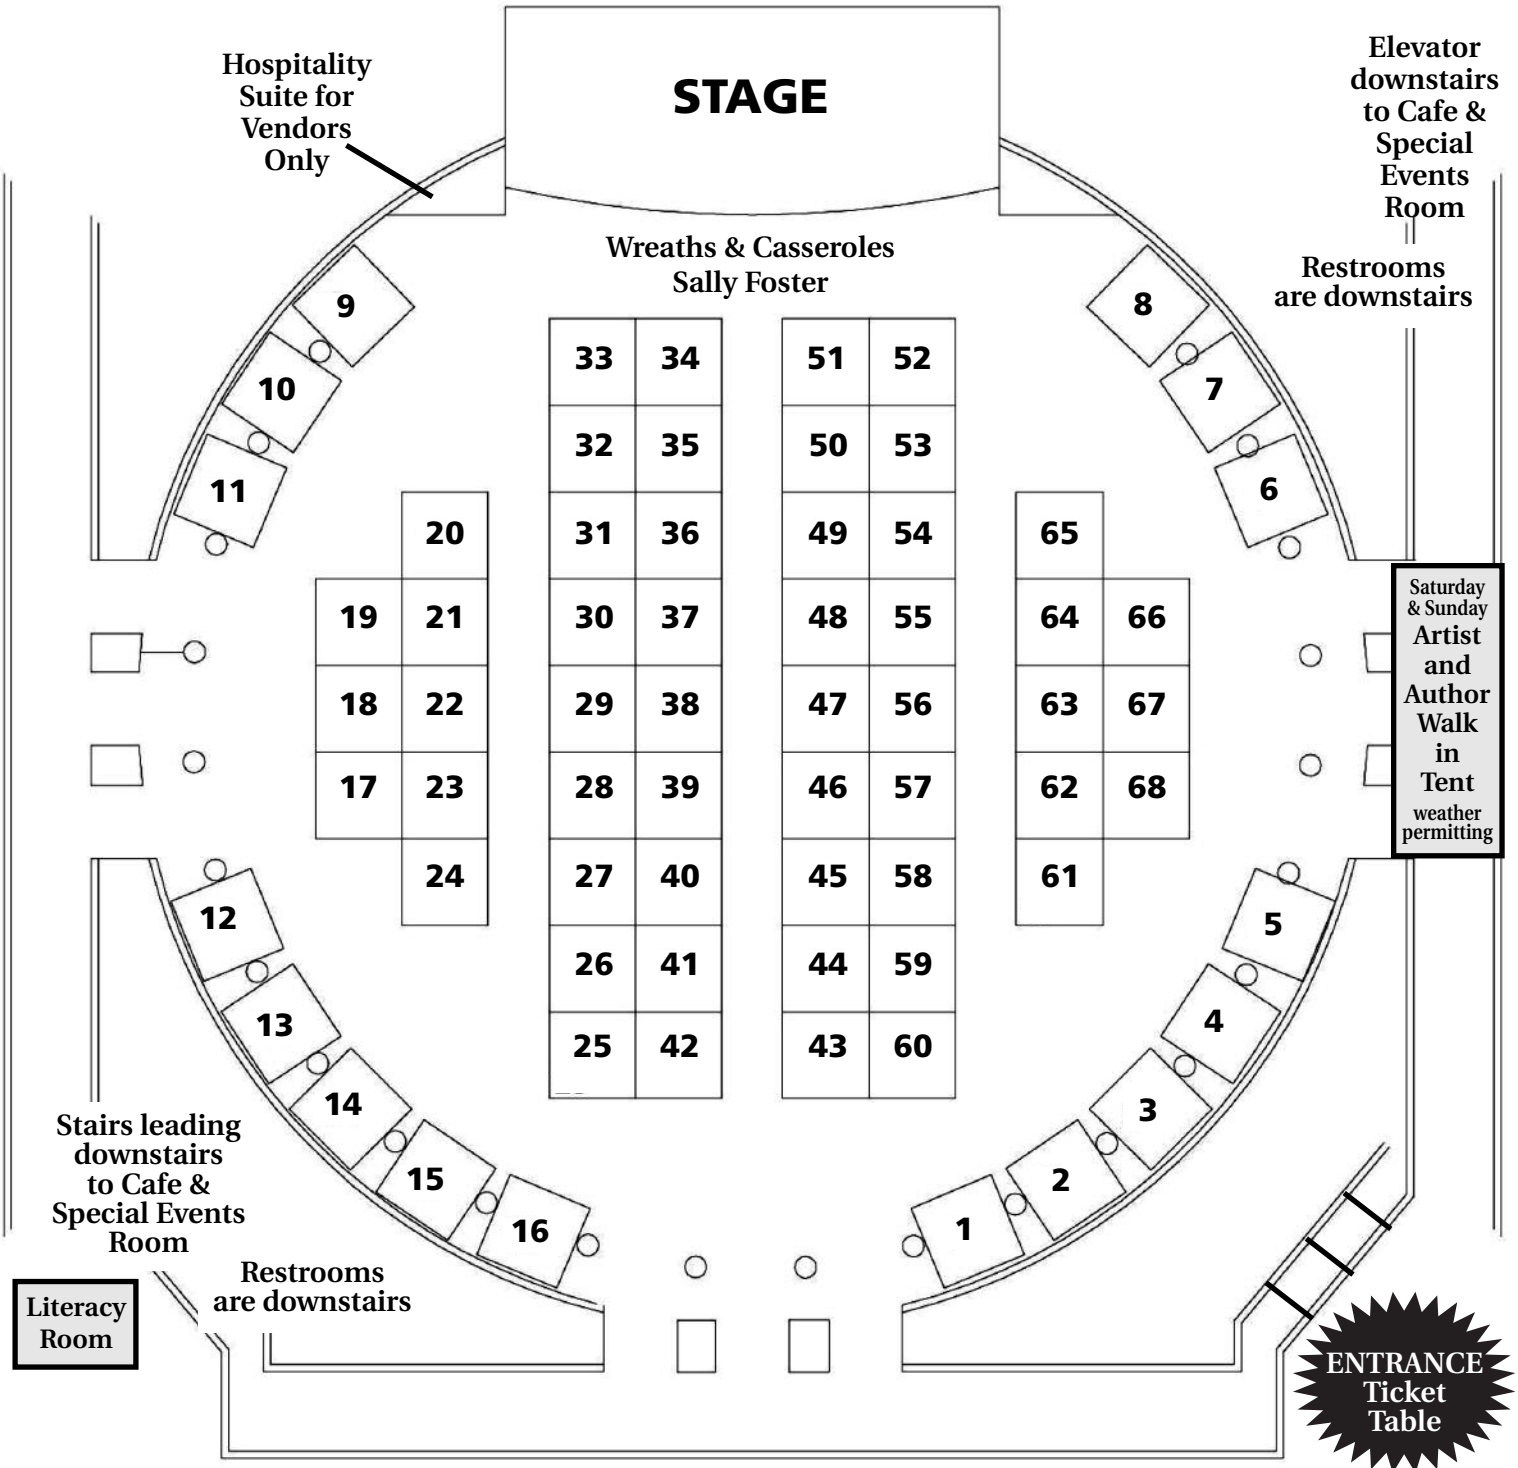 STAGE
Hospitality
Suite for
Vendors
Only
Elevator
downstairs
to Cafe &
Special
Events
Room
Restrooms
are downstairs
Wreaths & Casseroles
Sally Foster
9
8
10
7
11
6
33 34 51 52
32 35 50 53
20 31 36 49 54 65
19 21 30 37 48 55 64 66
18 22 29 38 47 56 63 67
17 23 28 39 46 57 62 68
24 27 40 45 58 61
26 41 44 59
25 42 43 60
Saturday
& Sunday
Artist
and
Author
Walk
in
Tent
weather
permitting
12
5
13
4
14
3
15
2
16
1
Stairs leading
downstairs
to Cafe &
Special Events
Room
Restrooms
are downstairs
Literacy
Room
ENTRANCE
Ticket
Table